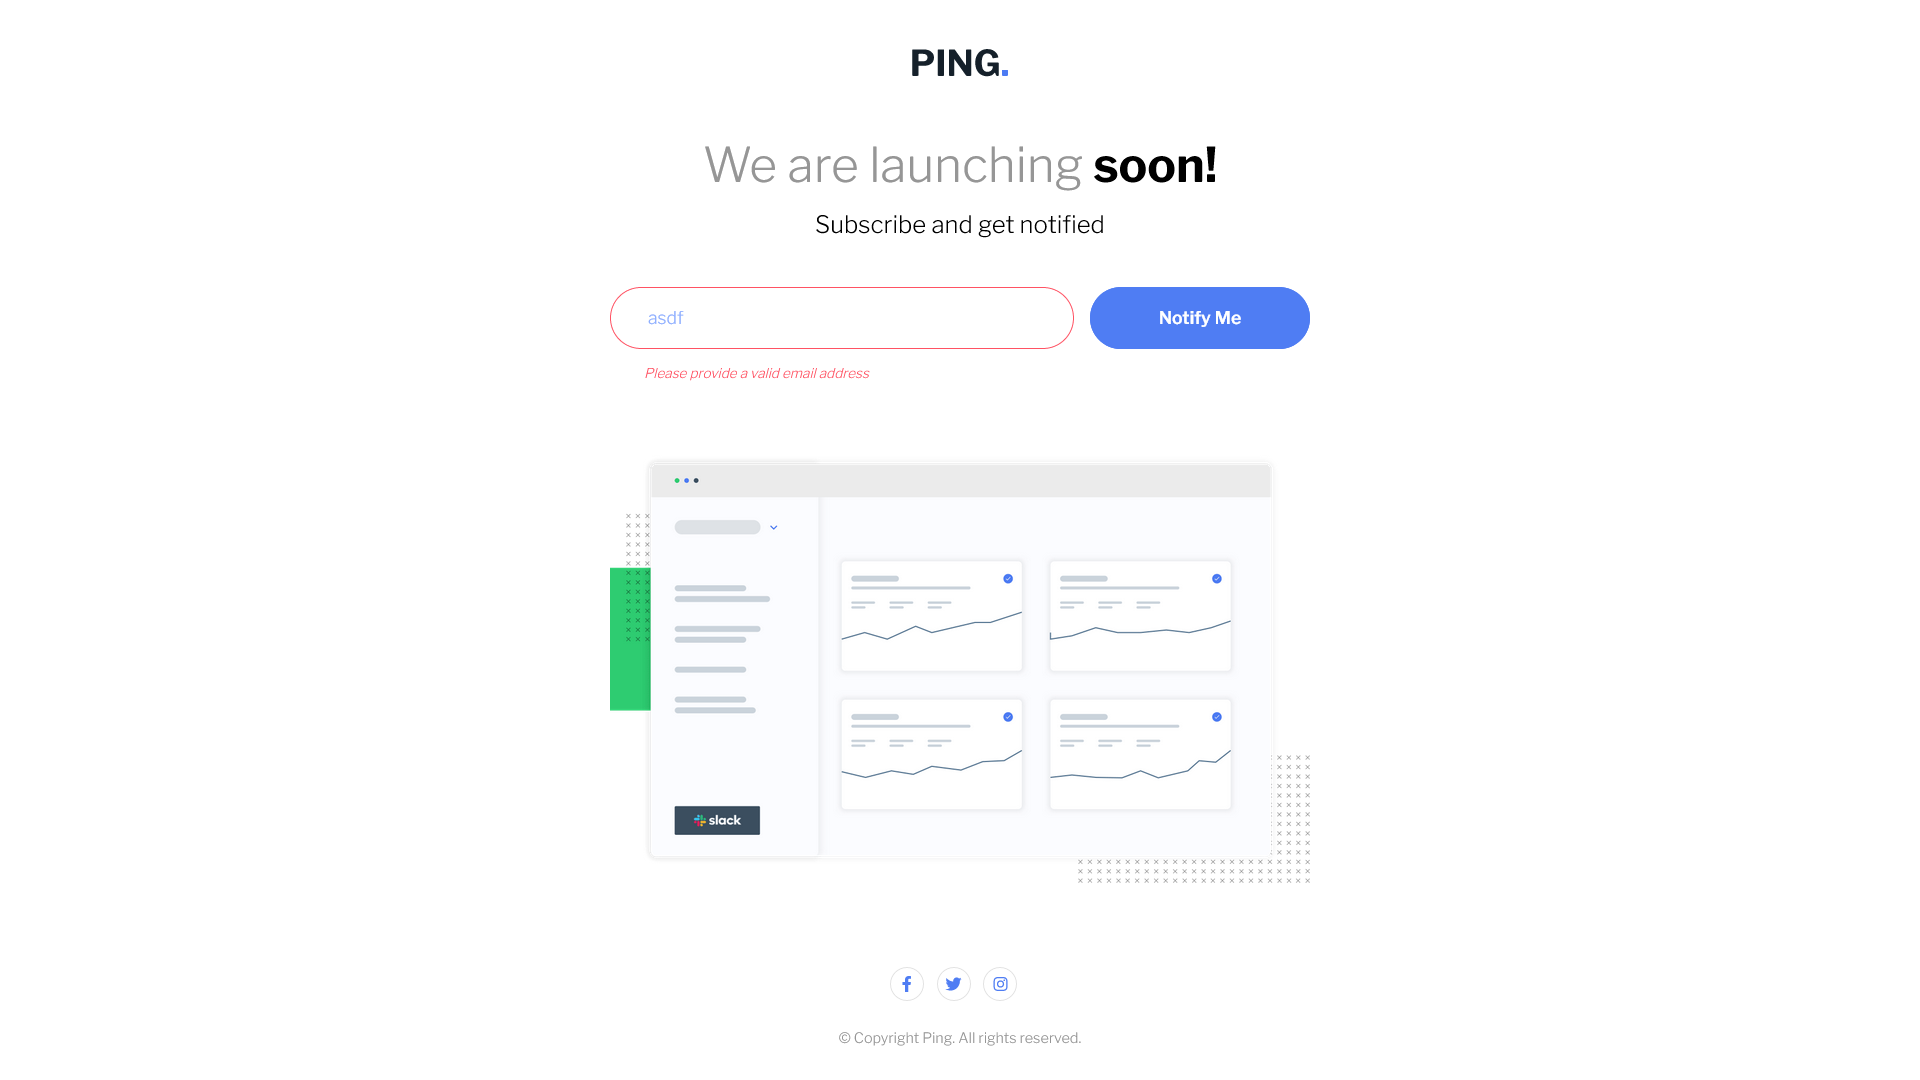 PING.
We are launching soon!
Subscribe and get notified
asdf
Notify Me
Please provide a valid email address
slack
© Copyright Ping. All rights reserved.